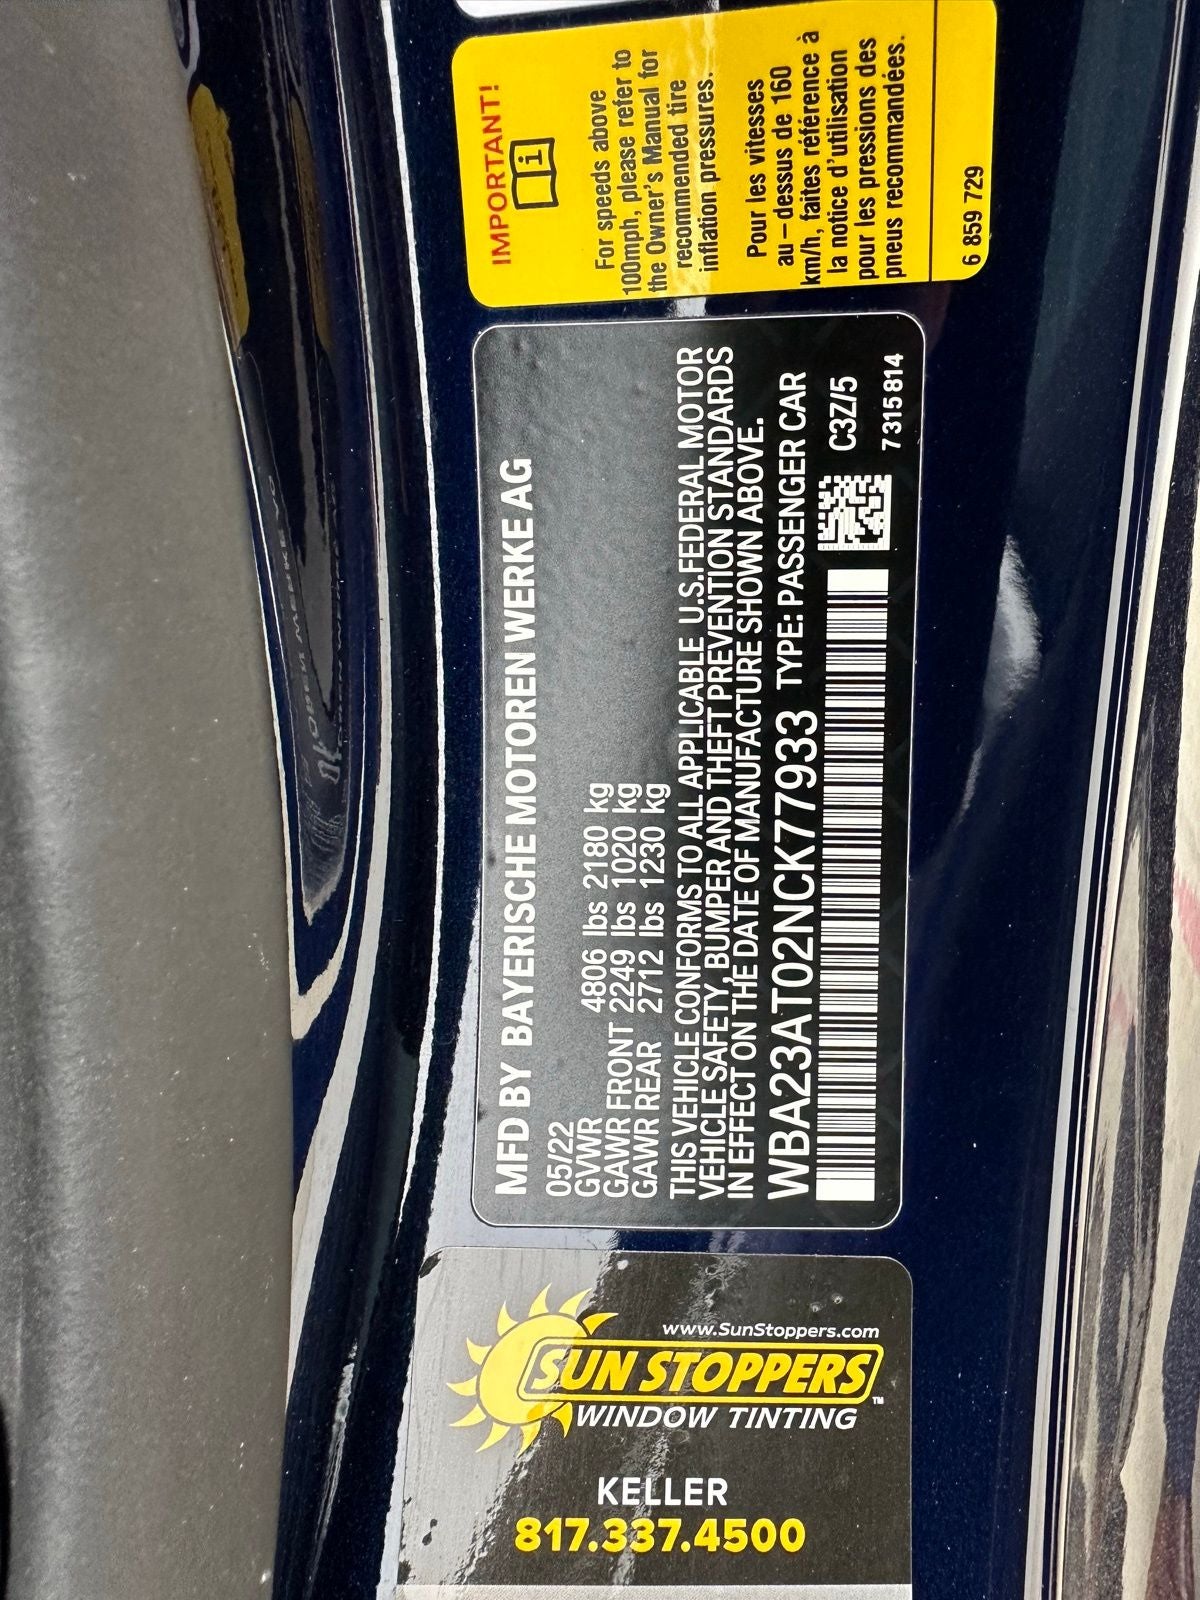 IMPORTANT!
i
For speeds above
100mph, please refer to
the Owner's Manual for
recommended tire
inflation pressures.
Pour les vitesses
au – dessus de 160
km/h, faites référence à
la notice d'utilisation
pour les pressions des
pneus recommandées.
6 859 729
MFD BY BAYERISCHE MOTOREN WERKE AG
05/22
GVWR 4806 lbs 2180 kg
GAWR FRONT 2249 lbs 1020 kg
GAWR REAR 2712 lbs 1230 kg
THIS VEHICLE CONFORMS TO ALL APPLICABLE U.S.FEDERAL MOTOR
VEHICLE SAFETY, BUMPER AND THEFT PREVENTION STANDARDS
IN EFFECT ON THE DATE OF MANUFACTURE SHOWN ABOVE.
WBA23AT02NCK77933 TYPE: PASSENGER CAR
C3Z/5
7315814
www.SunStoppers.com
SUN STOPPERS™
WINDOW TINTING
KELLER
817.337.4500